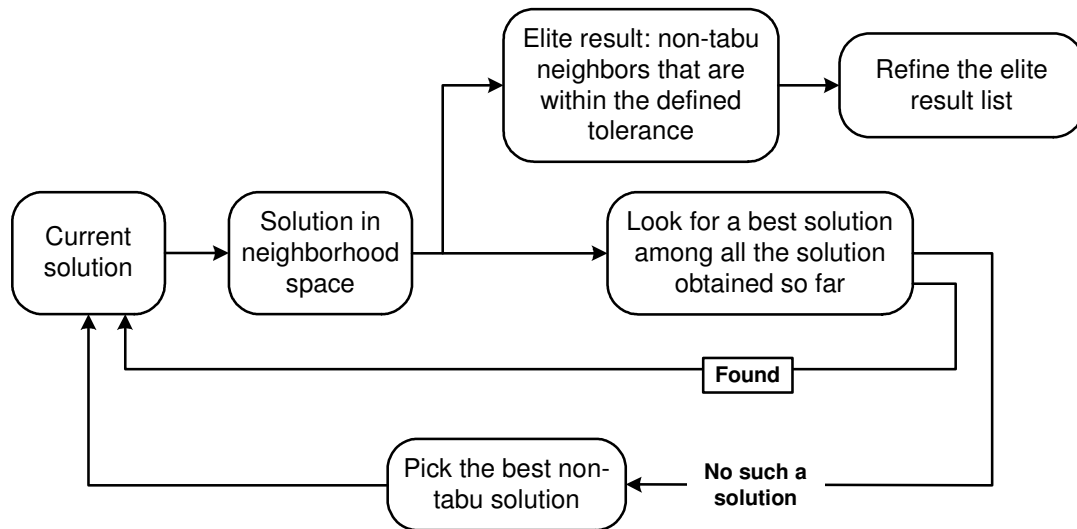 Elite result: non-tabu
neighbors that are
within the defined
tolerance
Refine the elite
result list
Current
solution
Solution in
neighborhood
space
Look for a best solution
among all the solution
obtained so far
Found
Pick the best non-
tabu solution
No such a
solution